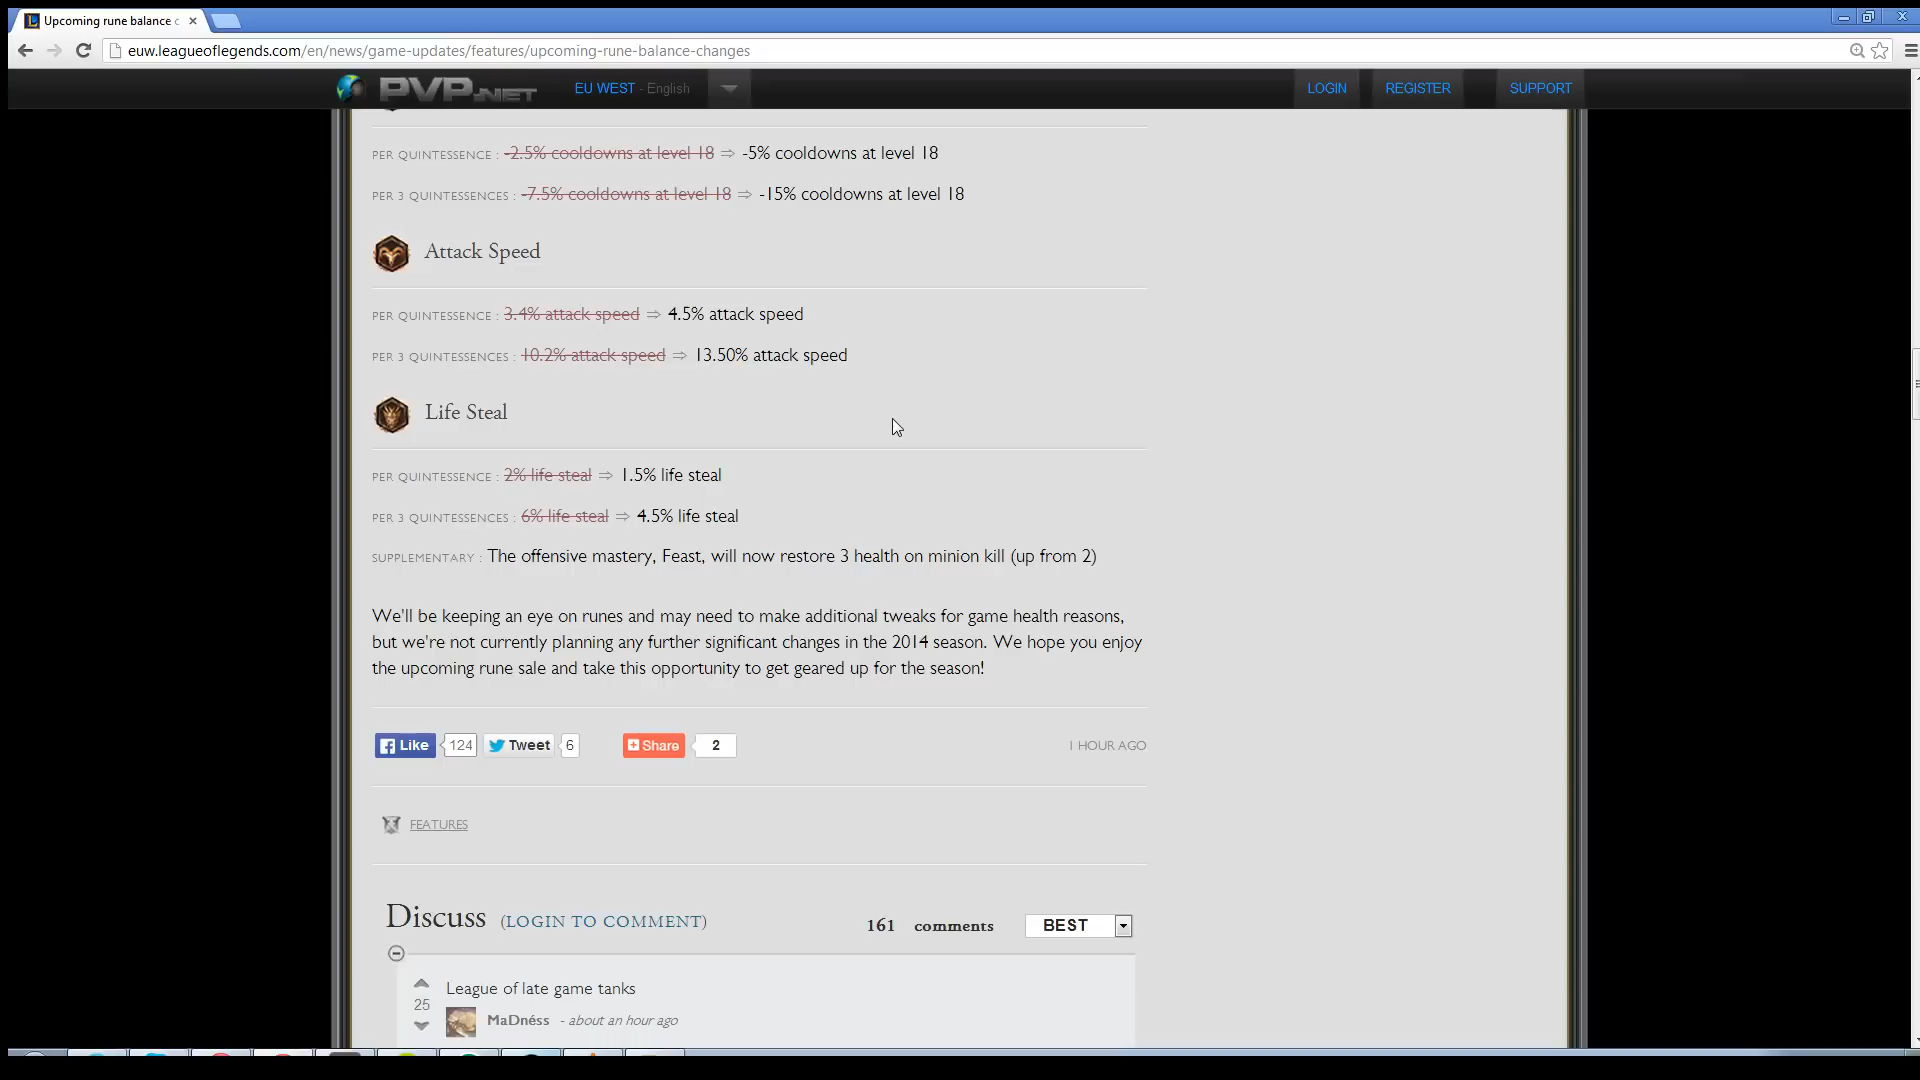 Upcoming rune balance c
euw.leagueoflegends.com/en/news/game-updates/features/upcoming-rune-balance-changes
PVP.NET EU WEST - English LOGIN REGISTER SUPPORT
PER QUINTESSENCE : -2.5% cooldowns at level 18 ⇒ -5% cooldowns at level 18
PER 3 QUINTESSENCES : -7.5% cooldowns at level 18 ⇒ -15% cooldowns at level 18
Attack Speed
PER QUINTESSENCE : 3.4% attack speed ⇒ 4.5% attack speed
PER 3 QUINTESSENCES : 10.2% attack speed ⇒ 13.50% attack speed
Life Steal
PER QUINTESSENCE : 2% life steal ⇒ 1.5% life steal
PER 3 QUINTESSENCES : 6% life steal ⇒ 4.5% life steal
SUPPLEMENTARY : The offensive mastery, Feast, will now restore 3 health on minion kill (up from 2)
We'll be keeping an eye on runes and may need to make additional tweaks for game health reasons,
but we're not currently planning any further significant changes in the 2014 season. We hope you enjoy
the upcoming rune sale and take this opportunity to get geared up for the season!
Like 124 Tweet 6 Share 2 1 HOUR AGO
FEATURES
Discuss (LOGIN TO COMMENT) 161 comments BEST
League of late game tanks
25
MaDnéss - about an hour ago